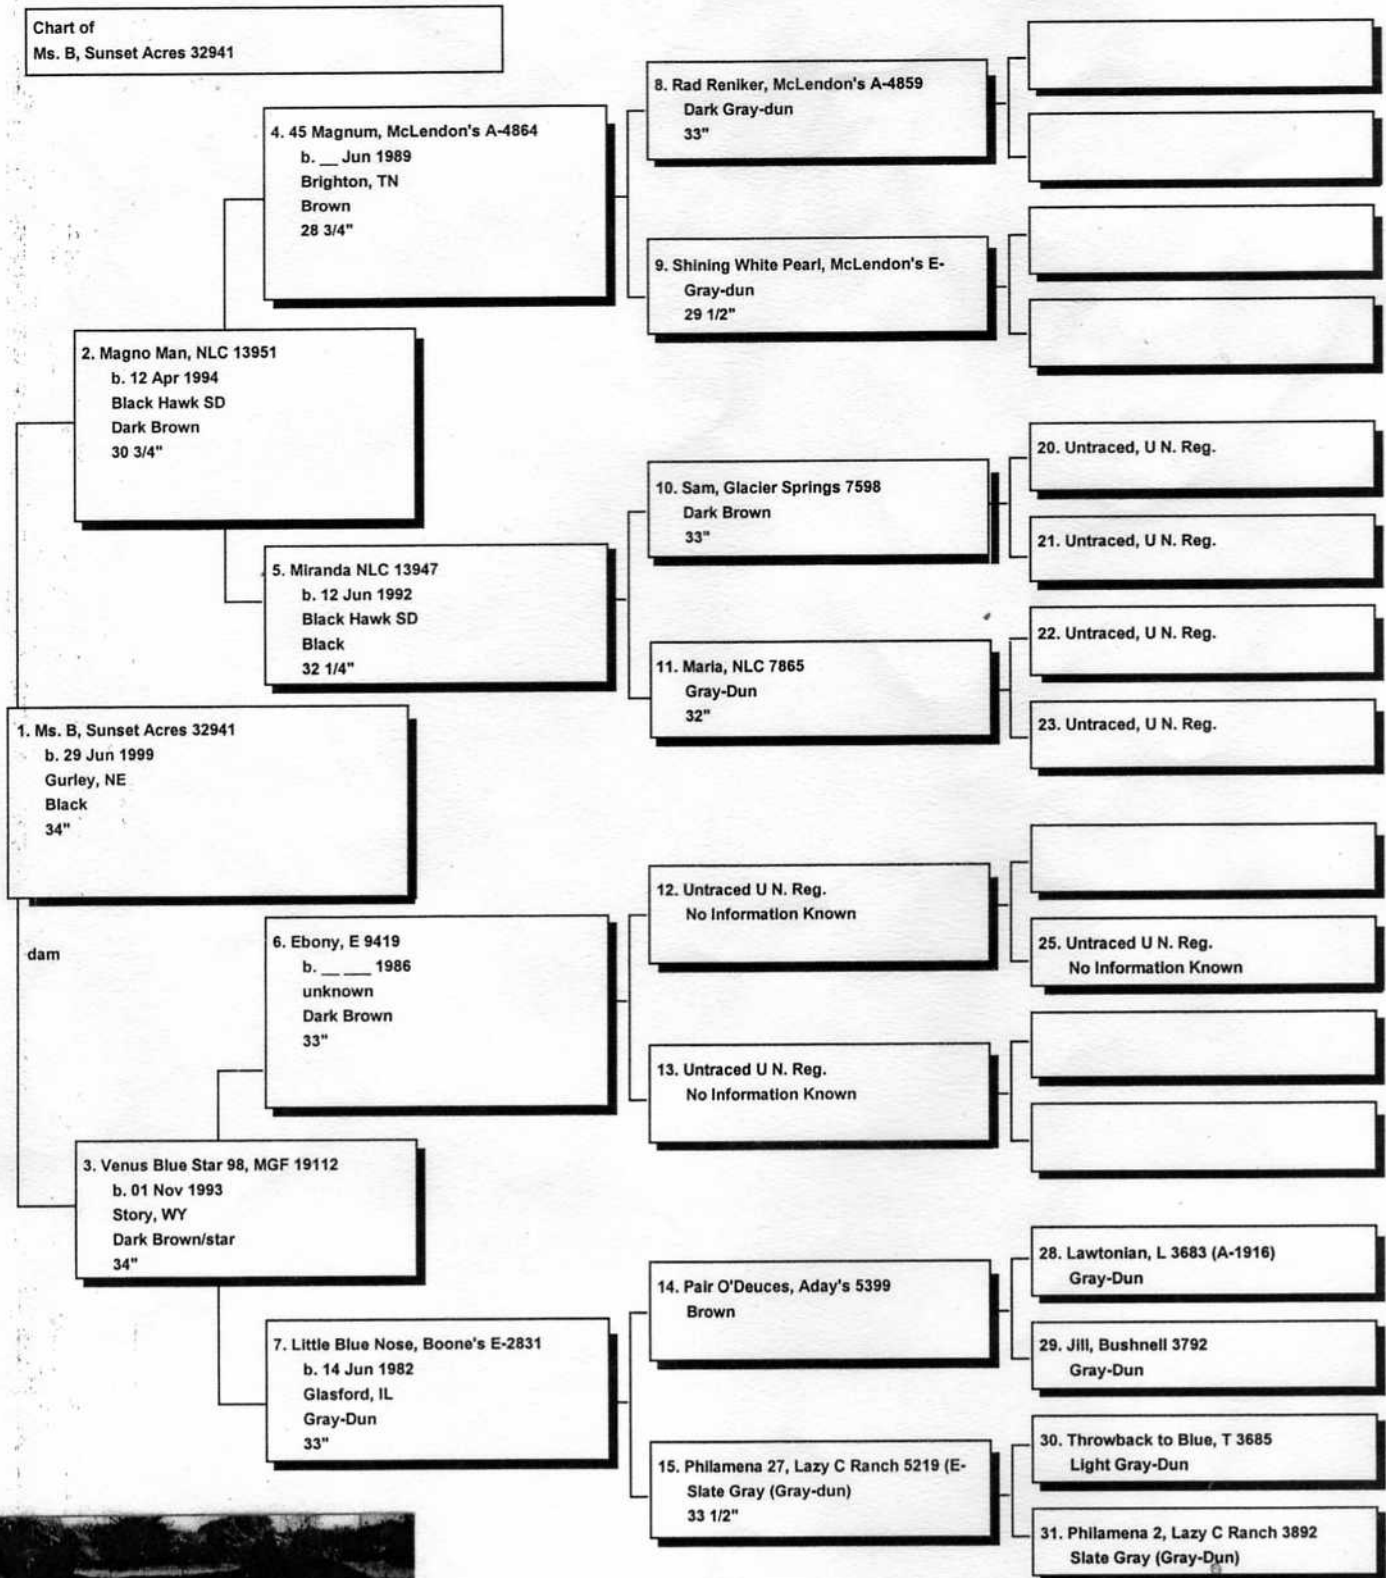 Chart of
Ms. B, Sunset Acres 32941
1. Ms. B, Sunset Acres 32941
b. 29 Jun 1999
Gurley, NE
Black
34"
dam
2. Magno Man, NLC 13951
b. 12 Apr 1994
Black Hawk SD
Dark Brown
30 3/4"
3. Venus Blue Star 98, MGF 19112
b. 01 Nov 1993
Story, WY
Dark Brown/star
34"
4. 45 Magnum, McLendon's A-4864
b. __ Jun 1989
Brighton, TN
Brown
28 3/4"
5. Miranda NLC 13947
b. 12 Jun 1992
Black Hawk SD
Black
32 1/4"
6. Ebony, E 9419
b. __ ___ 1986
unknown
Dark Brown
33"
7. Little Blue Nose, Boone's E-2831
b. 14 Jun 1982
Glasford, IL
Gray-Dun
33"
8. Rad Reniker, McLendon's A-4859
Dark Gray-dun
33"
9. Shining White Pearl, McLendon's E-
Gray-dun
29 1/2"
10. Sam, Glacier Springs 7598
Dark Brown
33"
11. Maria, NLC 7865
Gray-Dun
32"
12. Untraced U N. Reg.
No Information Known
13. Untraced U N. Reg.
No Information Known
14. Pair O'Deuces, Aday's 5399
Brown
15. Philamena 27, Lazy C Ranch 5219 (E-
Slate Gray (Gray-dun)
33 1/2"
20. Untraced, U N. Reg.
21. Untraced, U N. Reg.
22. Untraced, U N. Reg.
23. Untraced, U N. Reg.
25. Untraced U N. Reg.
No Information Known
28. Lawtonian, L 3683 (A-1916)
Gray-Dun
29. Jill, Bushnell 3792
Gray-Dun
30. Throwback to Blue, T 3685
Light Gray-Dun
31. Philamena 2, Lazy C Ranch 3892
Slate Gray (Gray-Dun)